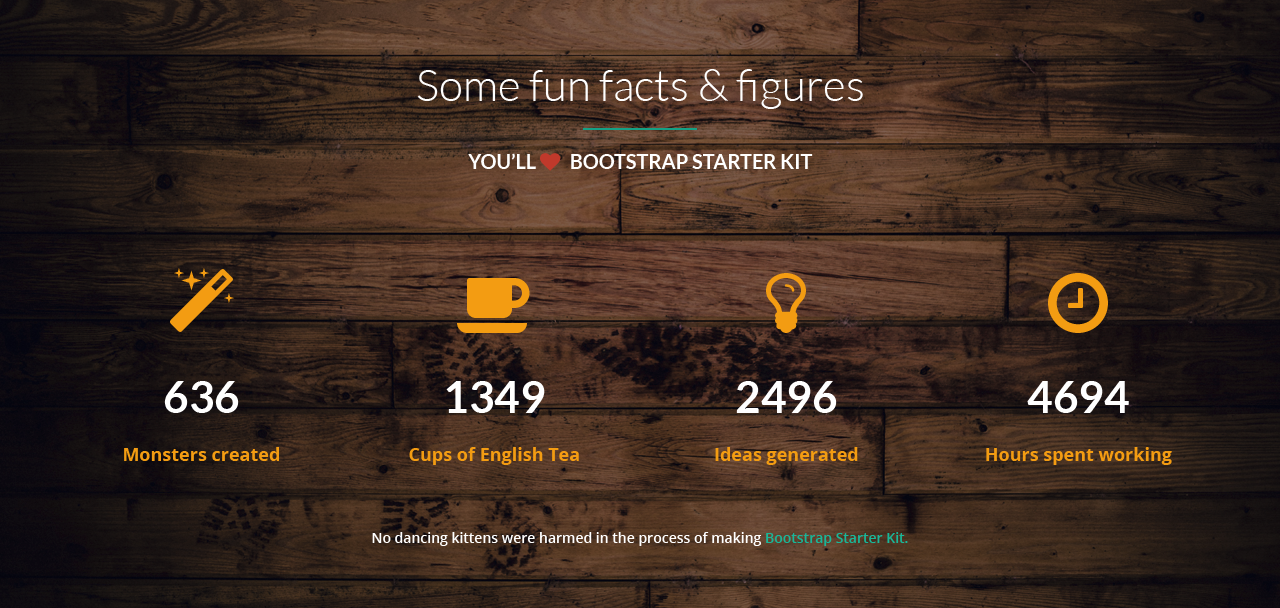 Some fun facts & figures
YOU’LL BOOTSTRAP STARTER KIT
636 1349 2496 4694
Monsters created Cups of English Tea Ideas generated Hours spent working
No dancing kittens were harmed in the process of making Bootstrap Starter Kit.